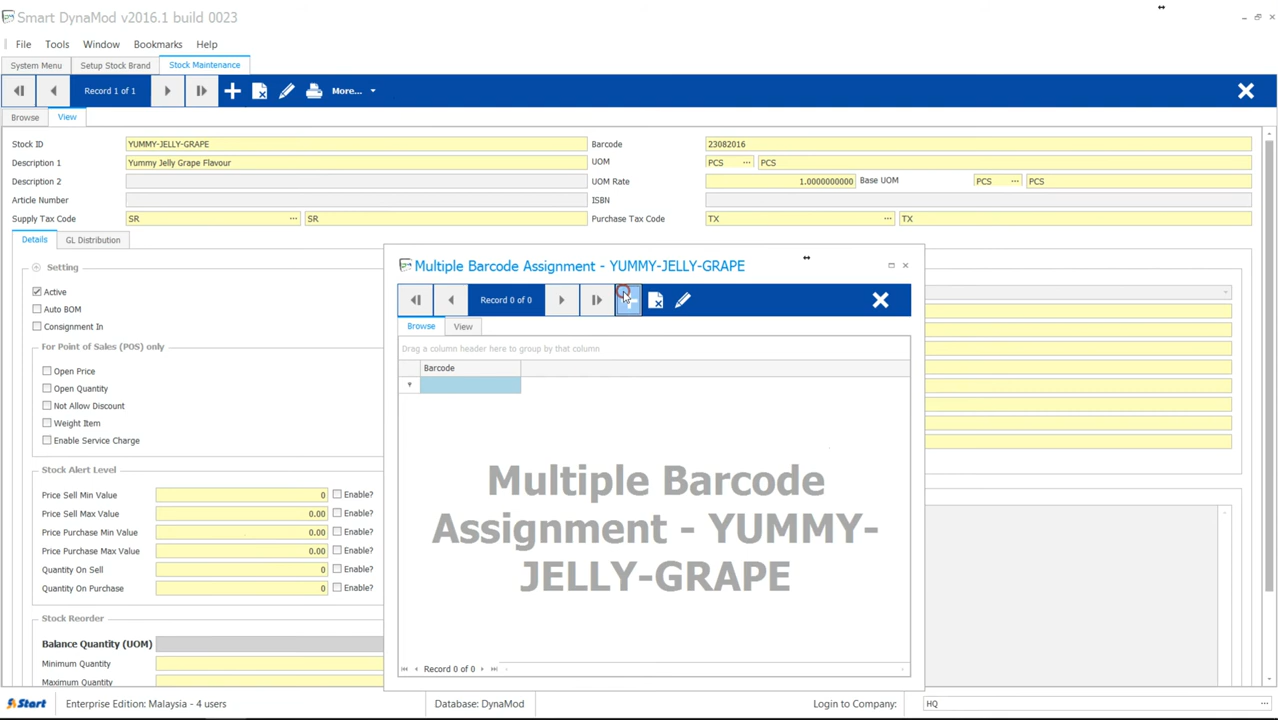 Smart DynaMod v2016.1 build 0023
File Tools Window Bookmarks Help
System Menu Setup Stock Brand Stock Maintenance
Record 1 of 1 More...
Browse View
Stock ID YUMMY-JELLY-GRAPE Barcode 23082016
Description 1 Yummy Jelly Grape Flavour UOM PCS ... PCS
Description 2 UOM Rate 1.0000000000 Base UOM PCS ... PCS
Article Number ISBN
Supply Tax Code SR ... SR Purchase Tax Code TX ... TX
Details GL Distribution
Setting
Multiple Barcode Assignment - YUMMY-JELLY-GRAPE
Active
Record 0 of 0
Auto BOM
Consignment In
Browse View
For Point of Sales (POS) only
Drag a column header here to group by that column
Open Price
Barcode
Open Quantity
Not Allow Discount
Weight Item
Enable Service Charge
Stock Alert Level
Multiple Barcode
Price Sell Min Value 0 Enable?
Price Sell Max Value 0.00 Enable?
Assignment - YUMMY-
Price Purchase Min Value 0.00 Enable?
Price Purchase Max Value 0.00 Enable?
JELLY-GRAPE
Quantity On Sell 0 Enable?
Quantity On Purchase 0 Enable?
Stock Reorder
Balance Quantity (UOM)
Minimum Quantity
Record 0 of 0
Maximum Quantity
Start Enterprise Edition: Malaysia - 4 users Database: DynaMod Login to Company: HQ ...